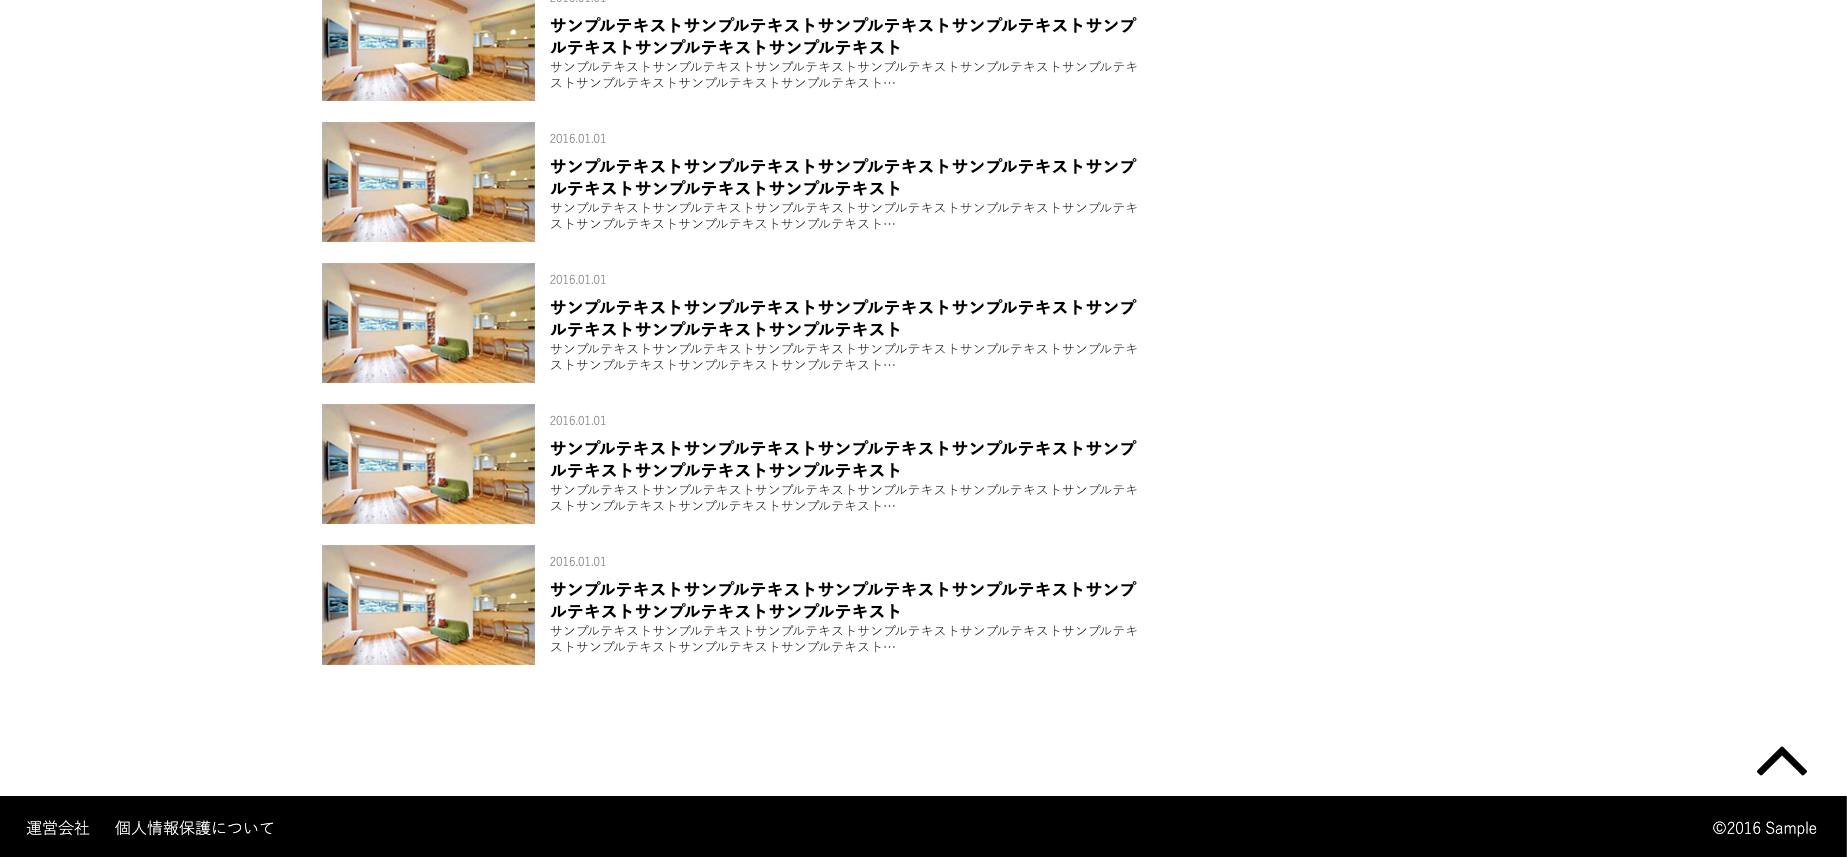 サンプルテキストサンプルテキストサンプルテキストサンプルテキストサンプ
ルテキストサンプルテキストサンプルテキスト
サンプルテキストサンプルテキストサンプルテキストサンプルテキストサンプルテキストサンプルテキ
ストサンプルテキストサンプルテキストサンプルテキスト…
2016.01.01
サンプルテキストサンプルテキストサンプルテキストサンプルテキストサンプ
ルテキストサンプルテキストサンプルテキスト
サンプルテキストサンプルテキストサンプルテキストサンプルテキストサンプルテキストサンプルテキ
ストサンプルテキストサンプルテキストサンプルテキスト…
2016.01.01
サンプルテキストサンプルテキストサンプルテキストサンプルテキストサンプ
ルテキストサンプルテキストサンプルテキスト
サンプルテキストサンプルテキストサンプルテキストサンプルテキストサンプルテキストサンプルテキ
ストサンプルテキストサンプルテキストサンプルテキスト…
2016.01.01
サンプルテキストサンプルテキストサンプルテキストサンプルテキストサンプ
ルテキストサンプルテキストサンプルテキスト
サンプルテキストサンプルテキストサンプルテキストサンプルテキストサンプルテキストサンプルテキ
ストサンプルテキストサンプルテキストサンプルテキスト…
2016.01.01
サンプルテキストサンプルテキストサンプルテキストサンプルテキストサンプ
ルテキストサンプルテキストサンプルテキスト
サンプルテキストサンプルテキストサンプルテキストサンプルテキストサンプルテキストサンプルテキ
ストサンプルテキストサンプルテキストサンプルテキスト…
運営会社 個人情報保護について ©2016 Sample